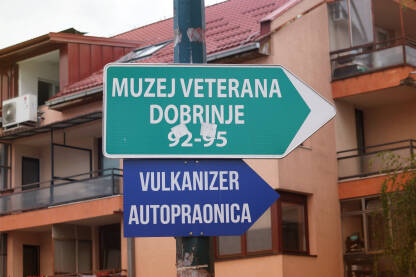 MUZEJ VETERANA
DOBRINJE
92-95
VULKANIZER
AUTOPRAONICA